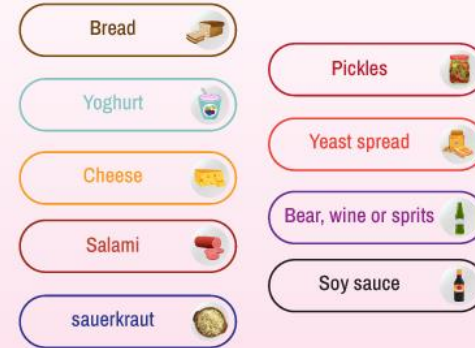 Bread
Yoghurt
Cheese
Salami
sauerkraut
Pickles
Yeast spread
Bear, wine or sprits
Soy sauce